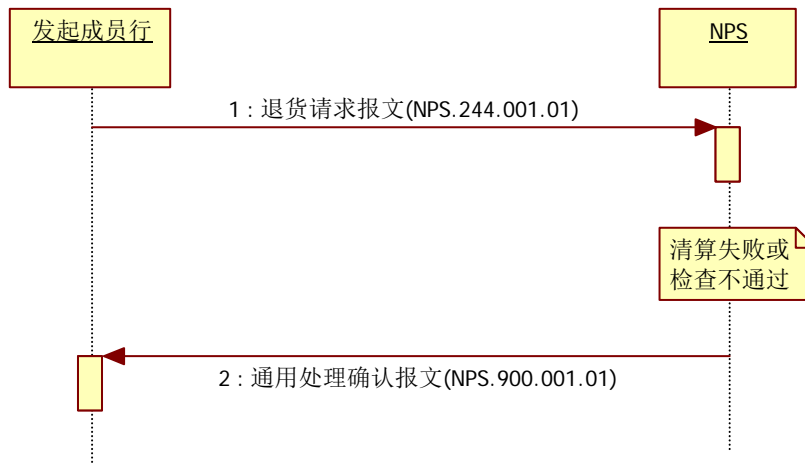 发起成员行
NPS
1 : 退货请求报文(NPS.244.001.01)
清算失败或
检查不通过
2 : 通用处理确认报文(NPS.900.001.01)